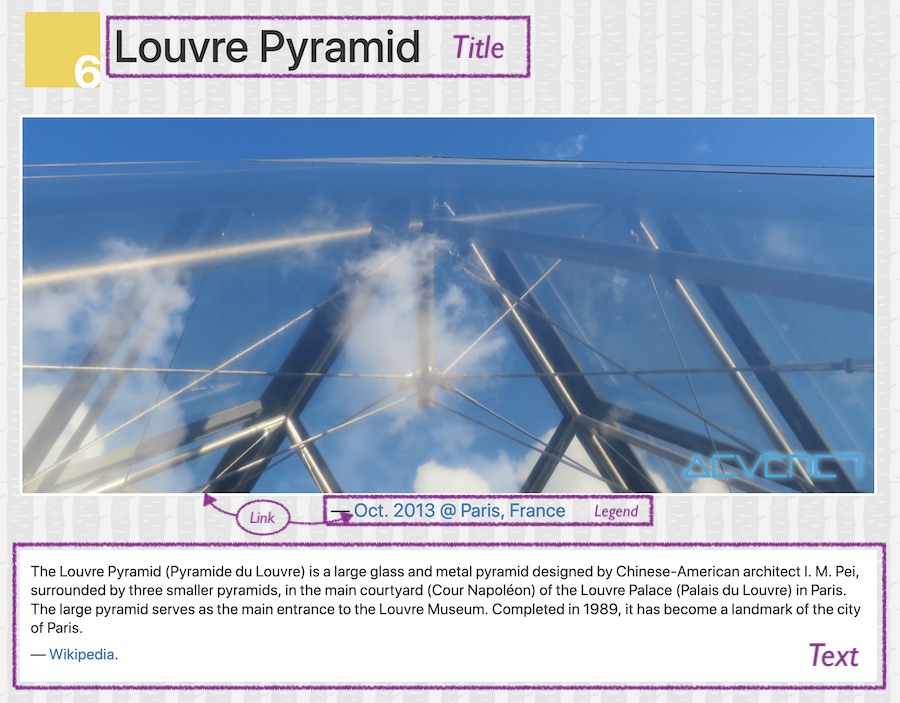 6
Louvre Pyramid Title
Link
— Oct. 2013 @ Paris, France Legend
The Louvre Pyramid (Pyramide du Louvre) is a large glass and metal pyramid designed by Chinese-American architect I. M. Pei,
surrounded by three smaller pyramids, in the main courtyard (Cour Napoléon) of the Louvre Palace (Palais du Louvre) in Paris.
The large pyramid serves as the main entrance to the Louvre Museum. Completed in 1989, it has become a landmark of the city
of Paris.
— Wikipedia.
Text